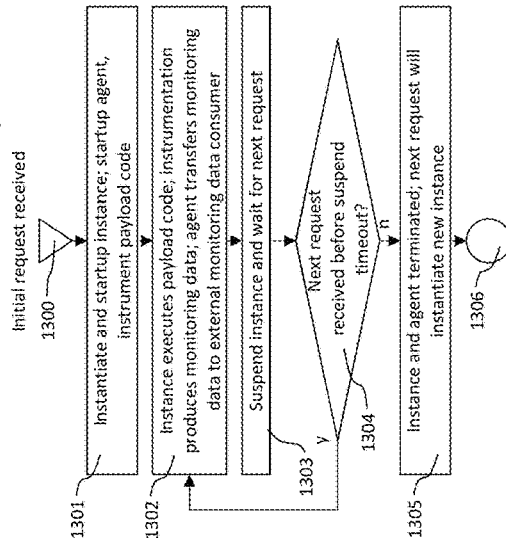 Initial request received
1300
1301
Instantiate and startup instance; startup agent,
instrument payload code
1302
Instance executes payload code; instrumentation
produces monitoring data; agent transfers monitoring
data to external monitoring data consumer
1303
Suspend instance and wait for next request
Next request
received before suspend
timeout?
y
n
1304
1305
Instance and agent terminated; next request will
instantiate new instance
1306